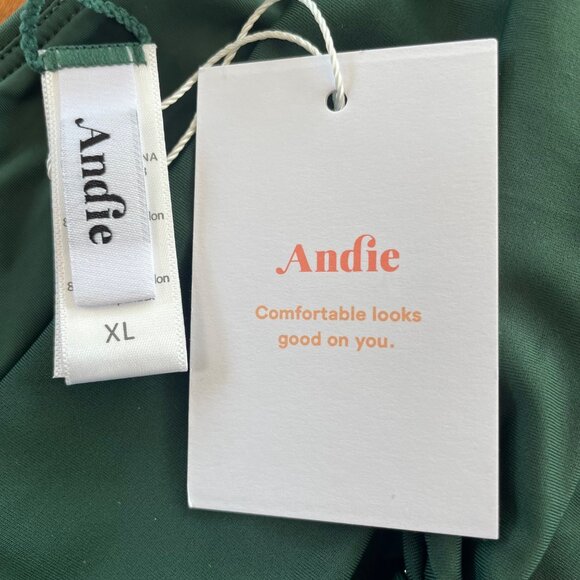 Andie
XL
Andie
Comfortable looks
good on you.